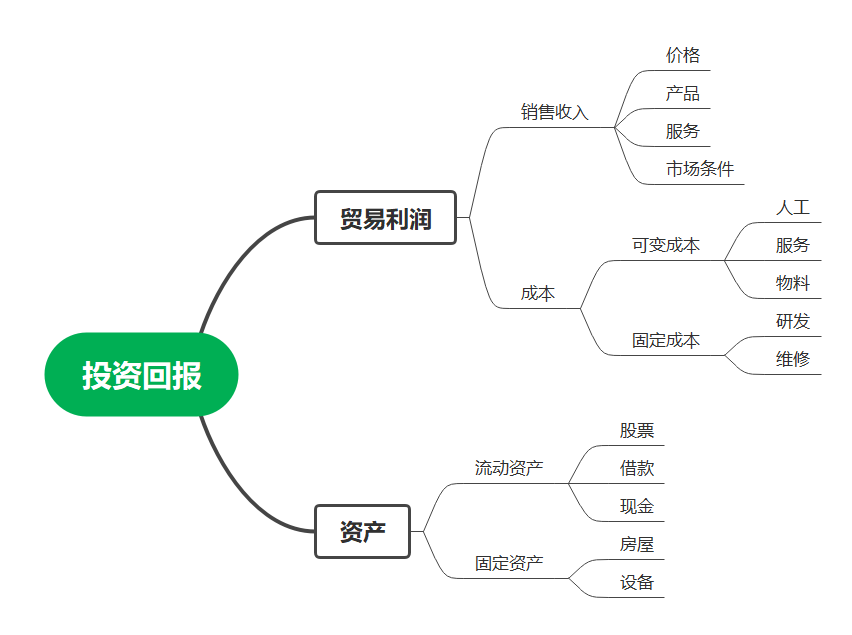 投资回报
贸易利润
销售收入
价格
产品
服务
市场条件
成本
可变成本
人工
服务
物料
固定成本
研发
维修
资产
流动资产
股票
借款
现金
固定资产
房屋
设备